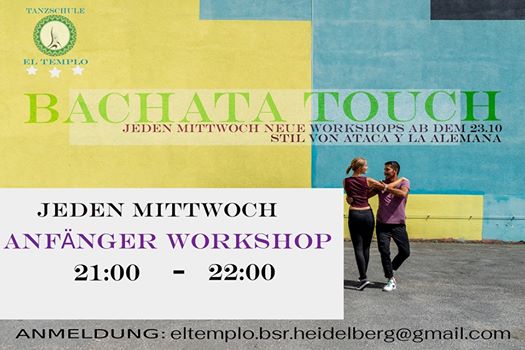 TANZSCHULE
EL TEMPLO
BACHATA TOUCH
JEDEN MITTWOCH NEUE WORKSHOPS AB DEM 23.10
STIL VON ATACA Y LA ALEMANA
JEDEN MITTWOCH
ANFÄNGER WORKSHOP
21:00 - 22:00
ANMELDUNG: eltemplo.bsr.heidelberg@gmail.com